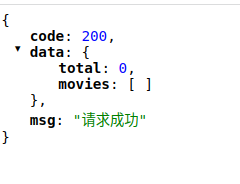 {
code: 200,
▼ data: {
total: 0,
movies: [ ]
},
msg: "请求成功"
}